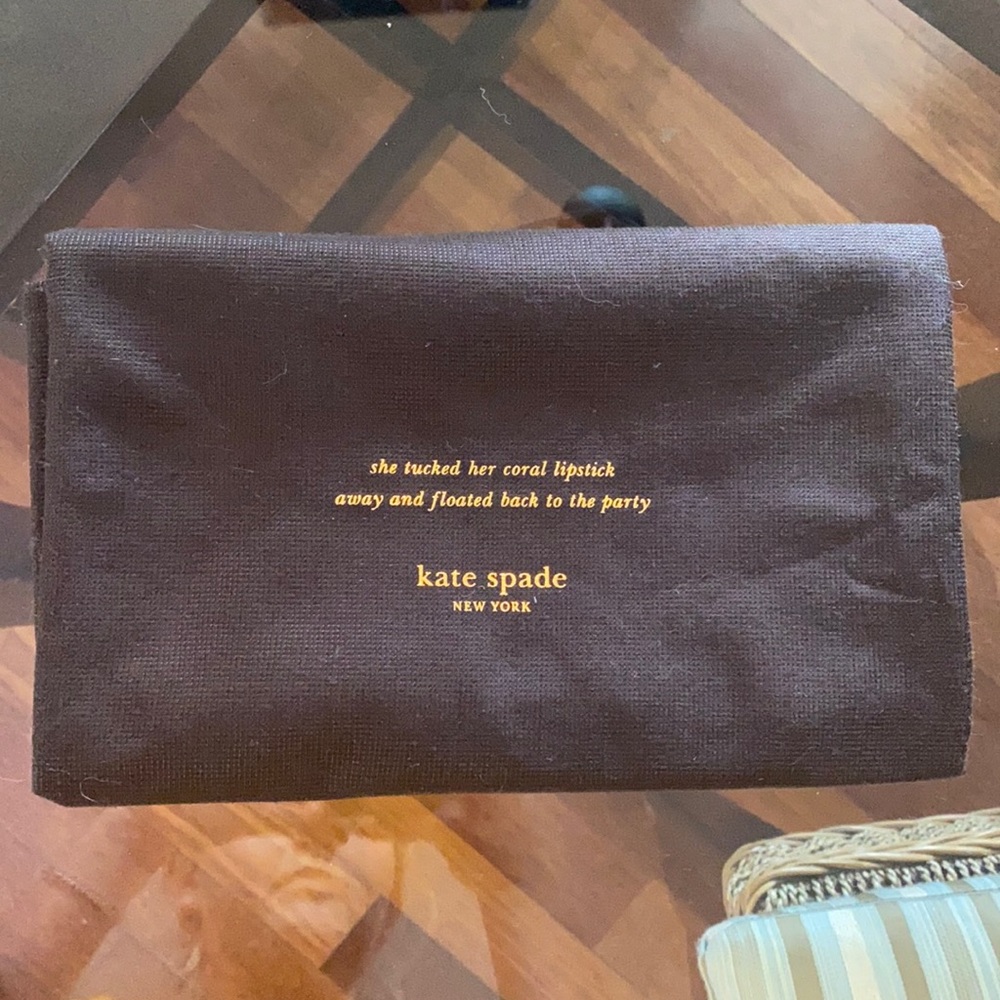 she tucked her coral lipstick
away and floated back to the party
kate spade
NEW YORK